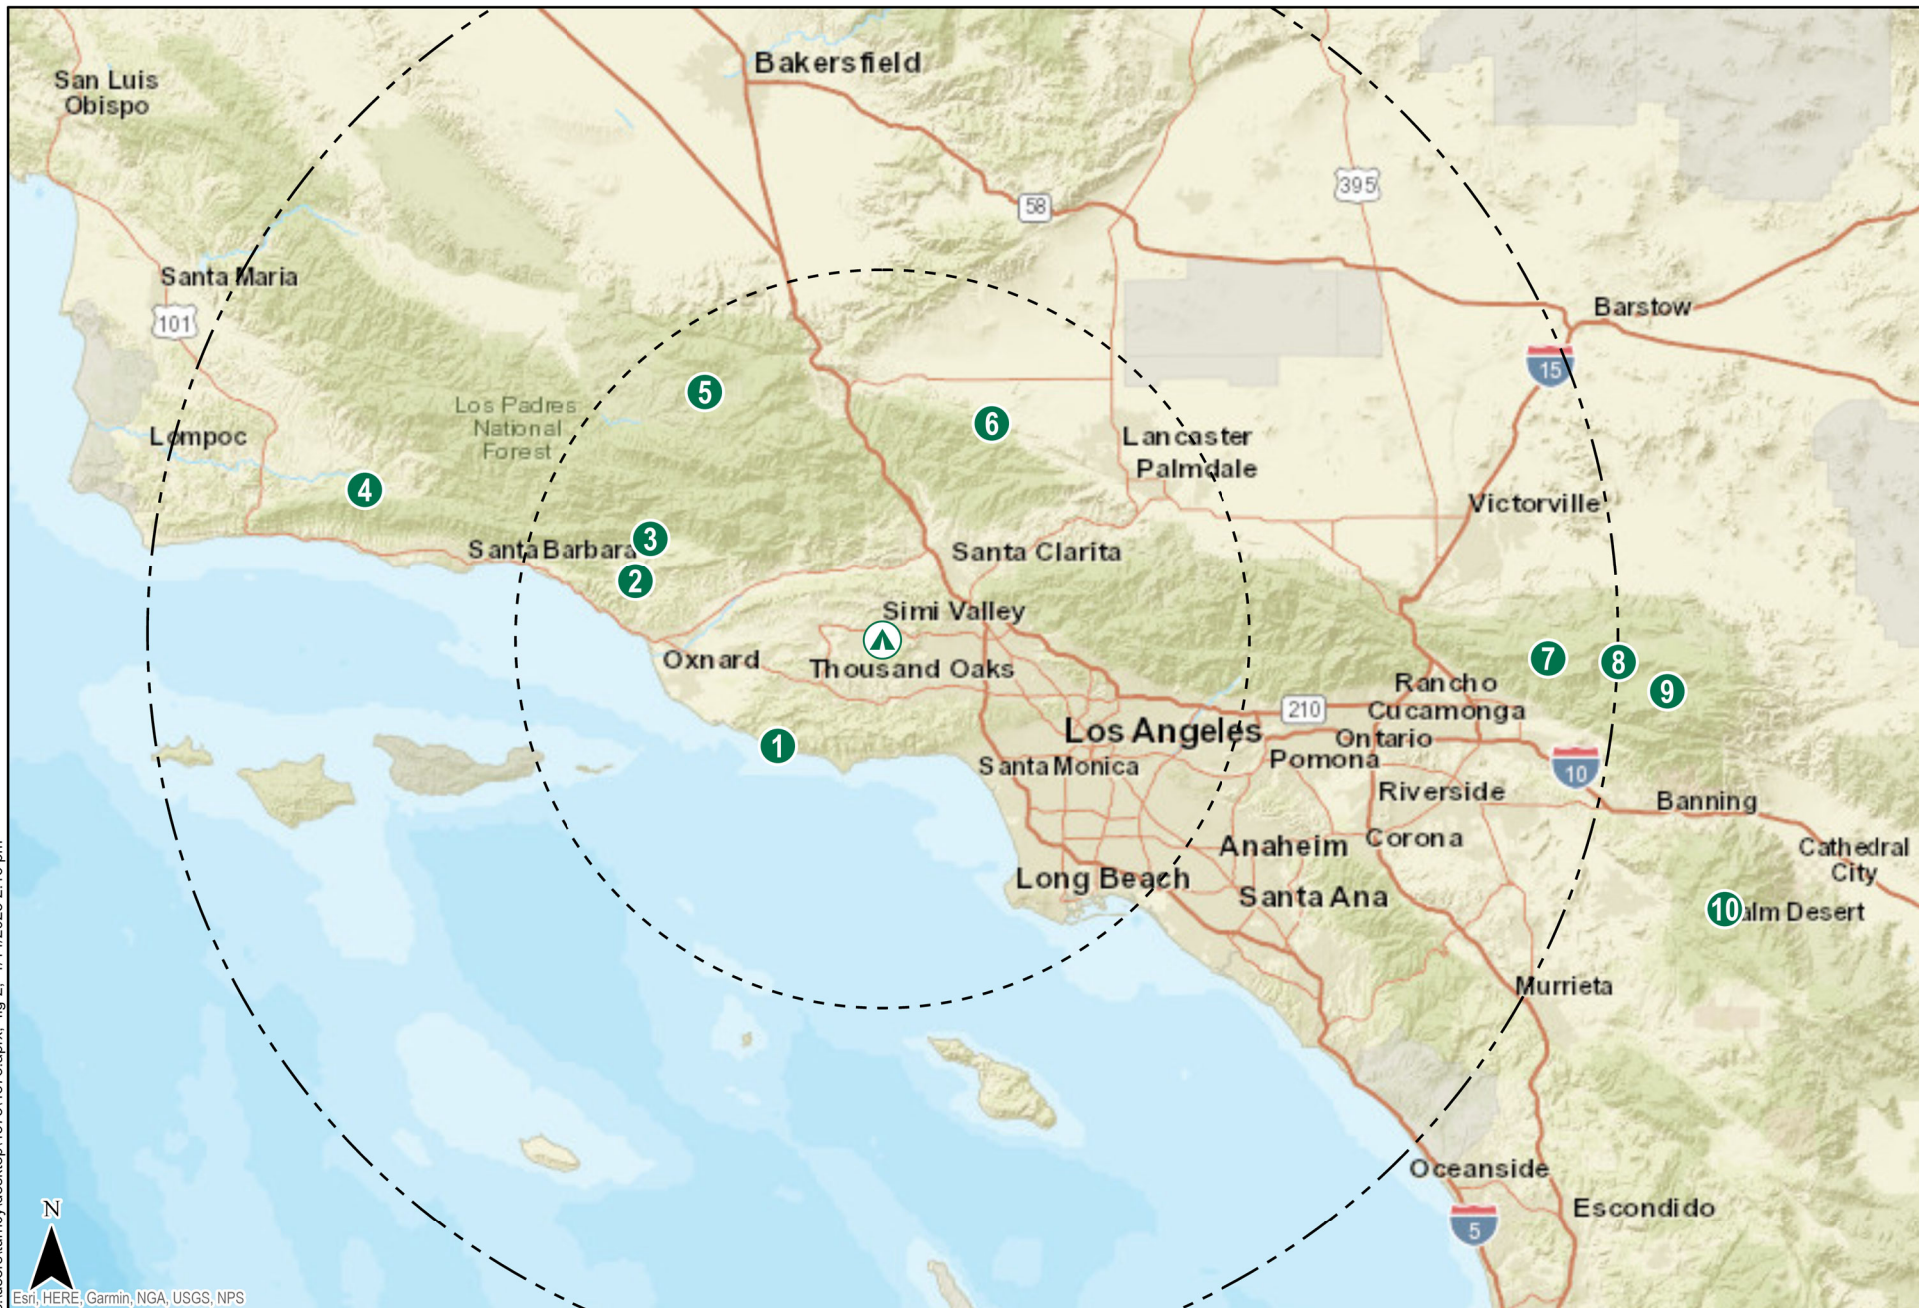 Bakersfield
San Luis
Obispo
395
58
Santa Maria
101
Barstow
15
5
Los Padres
National
Forest
6
Lompoc
Lancaster
Palmdale
4
Victorville
3
Santa Barbara
Santa Clarita
2
Simi Valley
Oxnard
Thousand Oaks
7
8
9
Rancho
Cucamonga
210
Los Angeles
Ontario
1
Pomona
Santa Monica
10
Riverside
Banning
Anaheim
Corona
Cathedral
City
Long Beach
Santa Ana
10
alm Desert
Murrieta
Oceanside
Escondido
5
N
Esri, HERE, Garmin, NGA, USGS, NPS